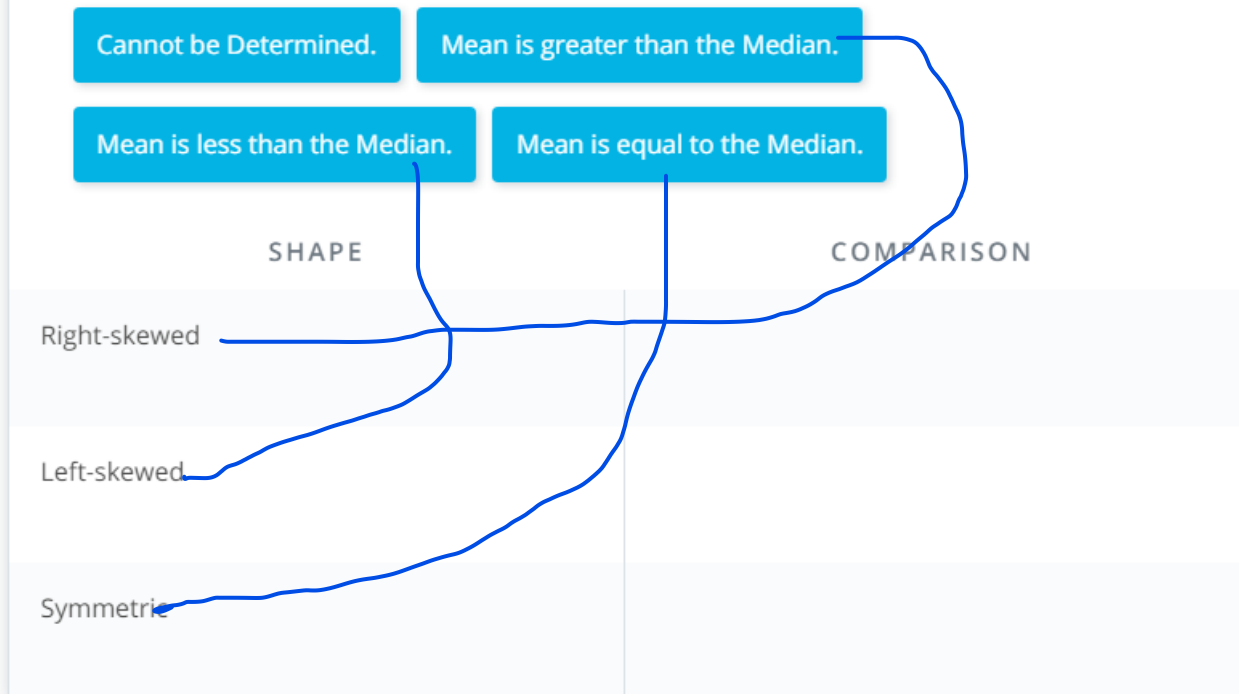 Cannot be Determined. Mean is greater than the Median.
Mean is less than the Median. Mean is equal to the Median.
SHAPE COMPARISON
Right-skewed
Left-skewed
Symmetric